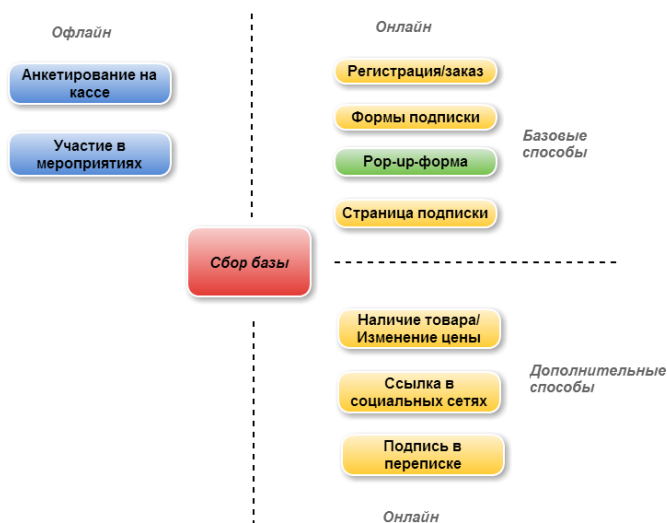 Офлайн
Анкетирование на
кассе
Участие в
мероприятиях
Онлайн
Регистрация/заказ
Формы подписки
Pop-up-форма
Страница подписки
Базовые
способы
Сбор базы
Наличие товара/
Изменение цены
Ссылка в
социальных сетях
Подпись в
переписке
Дополнительные
способы
Онлайн